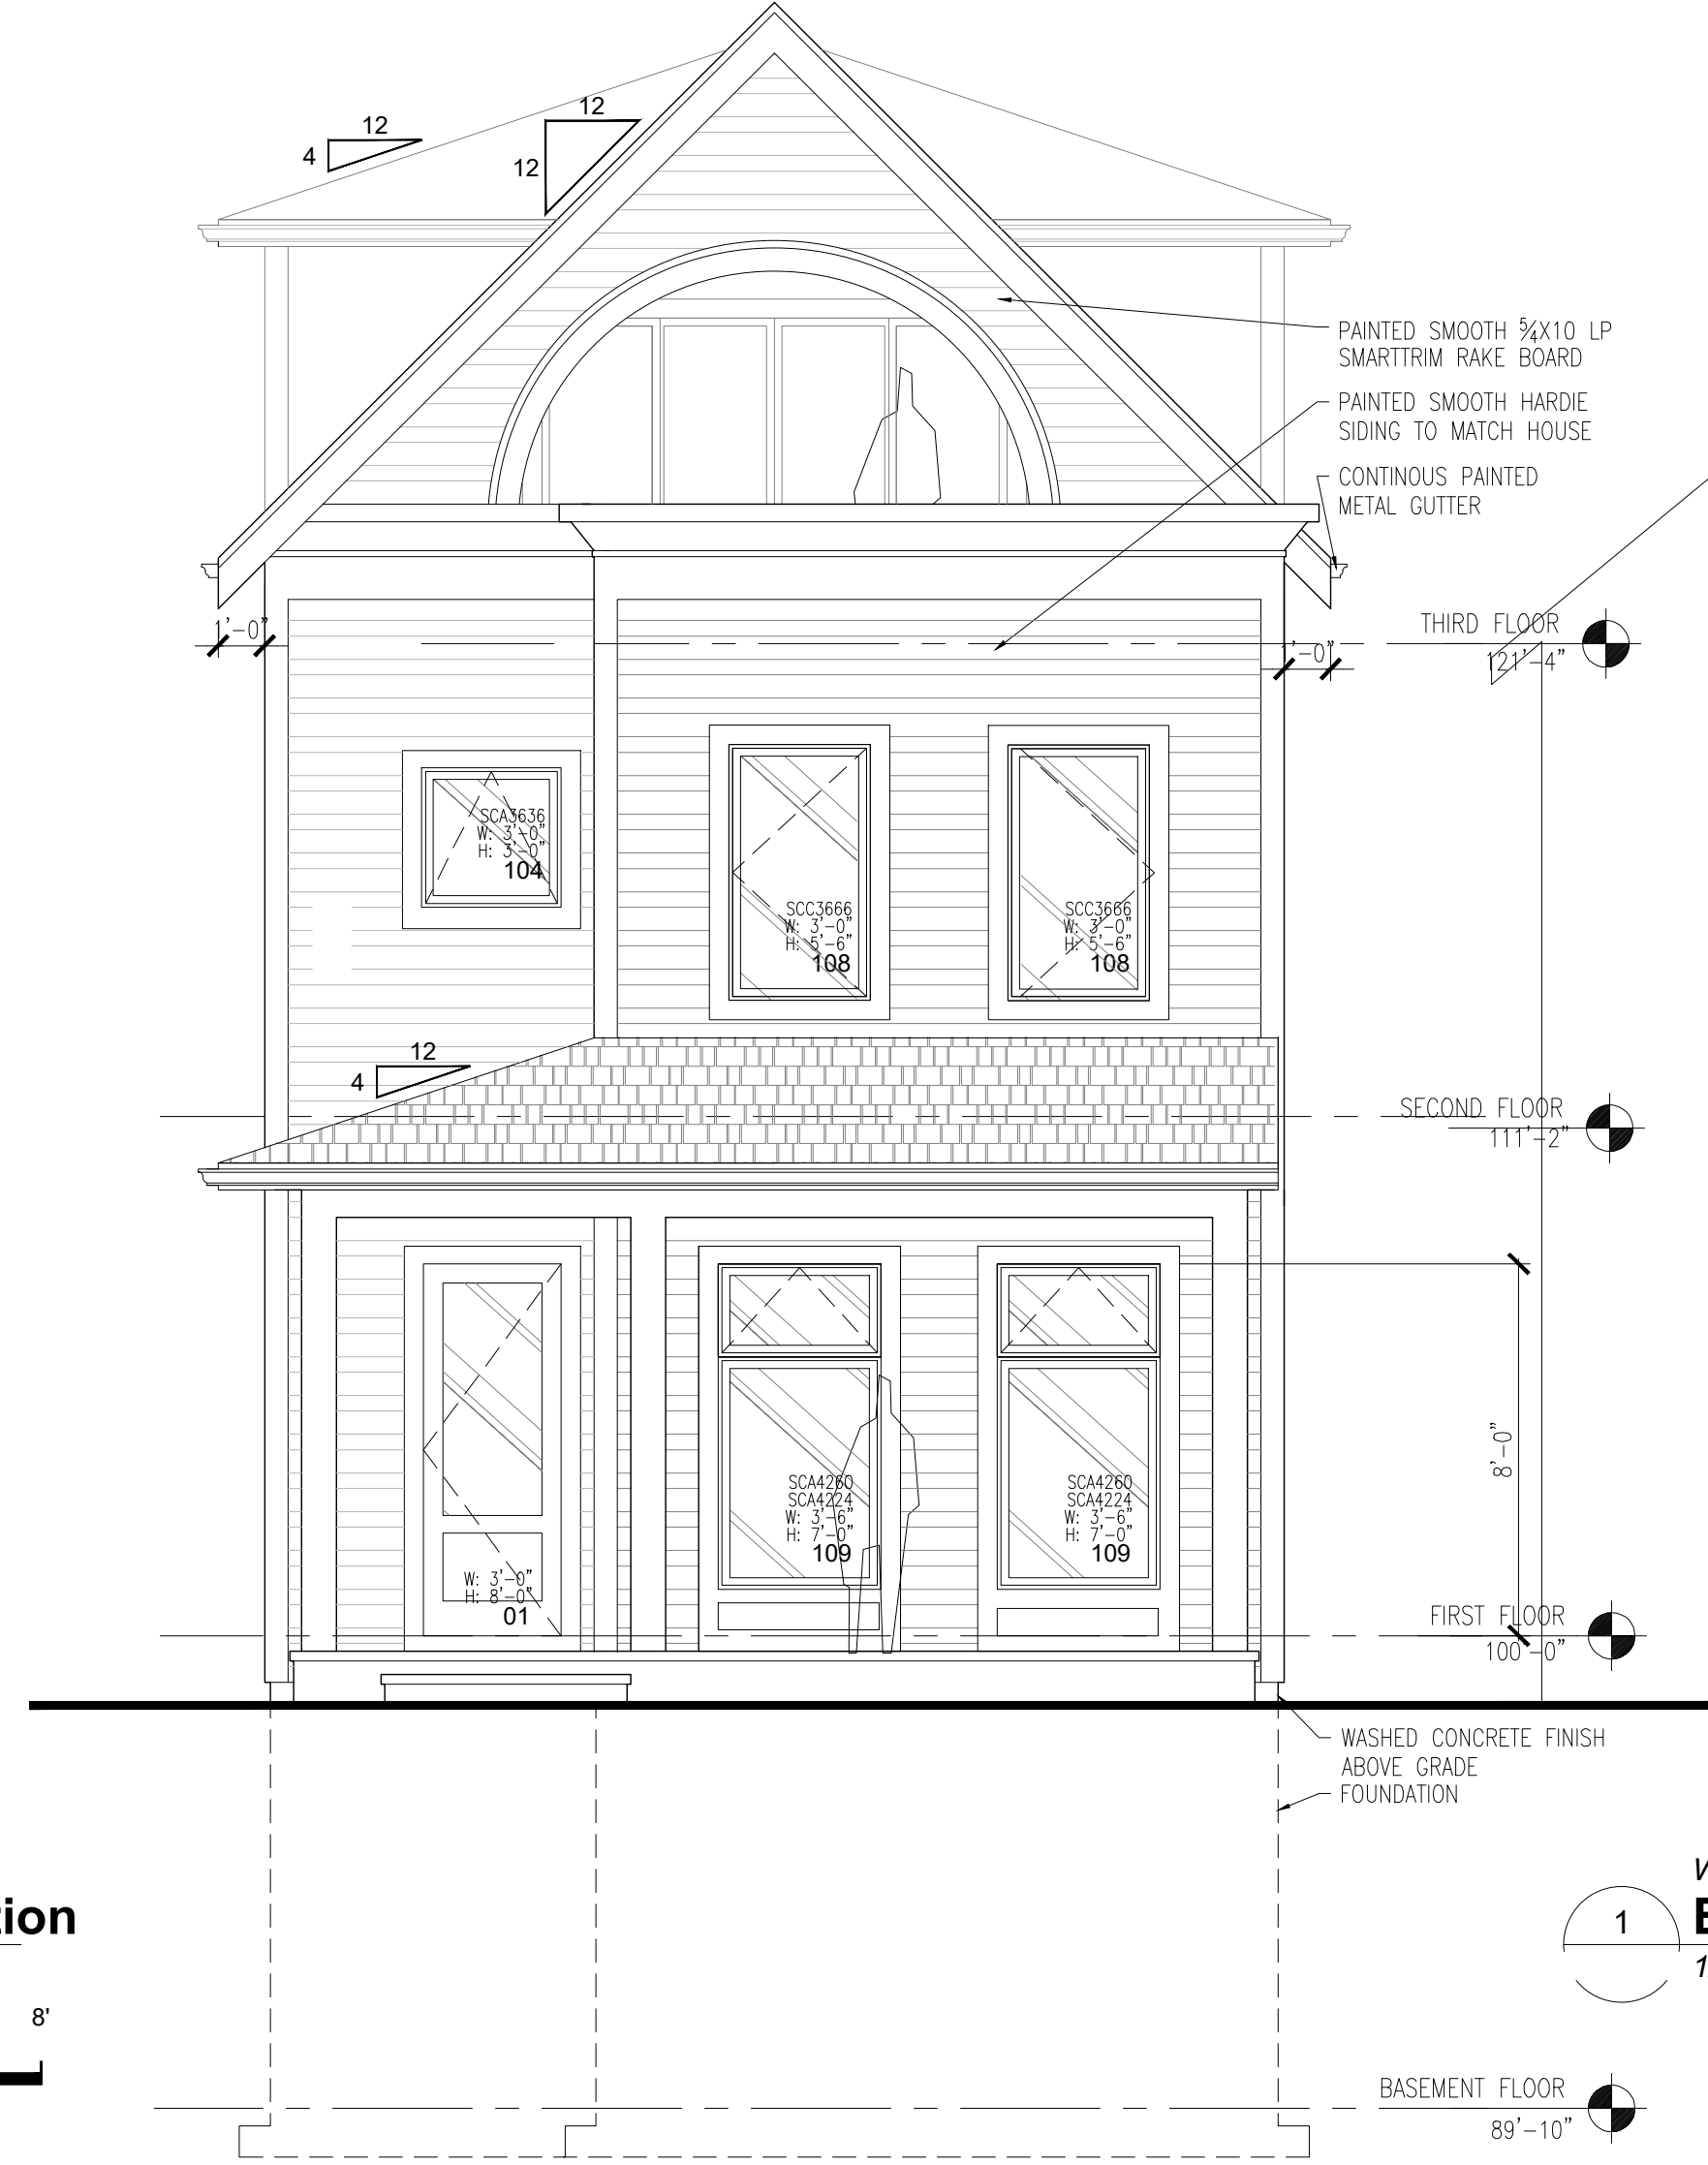 12
12
4
12
PAINTED SMOOTH 5/4X10 LP
SMARTTRIM RAKE BOARD
PAINTED SMOOTH HARDIE
SIDING TO MATCH HOUSE
CONTINOUS PAINTED
METAL GUTTER
1'-0"
THIRD FLOOR
121'-4"
'-0"
SCA3636
W: 3'-0"
H: 3'-0"
104
SCC3666
W: 3'-0"
H: 5'-6"
108
SCC3666
W: 3'-0"
H: 5'-6"
108
12
4
SECOND FLOOR
111'-2"
8'-0"
SCA4260
SCA4224
W: 3'-6"
H: 7'-0"
109
SCA4260
SCA4224
W: 3'-6"
H: 7'-0"
109
W: 3'-0"
H: 8'-0"
01
FIRST FLOOR
100'-0"
WASHED CONCRETE FINISH
ABOVE GRADE
FOUNDATION
tion
1
8'
BASEMENT FLOOR
89'-10"